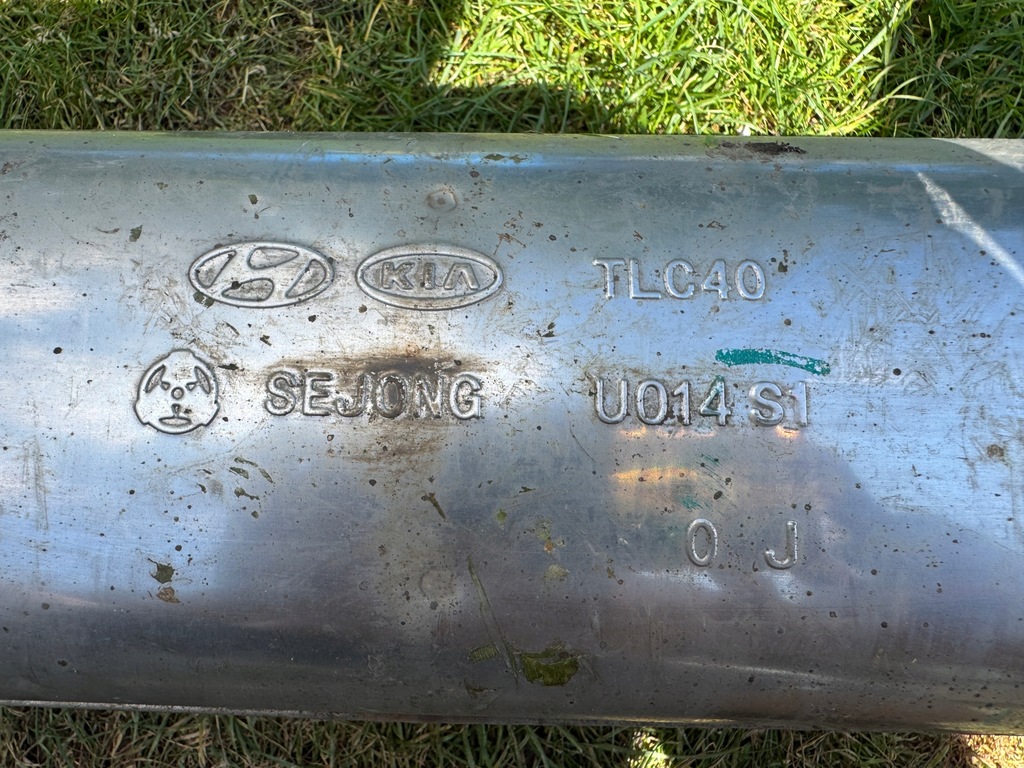 KIA TLC40
SEJONG U014 S1
0 J